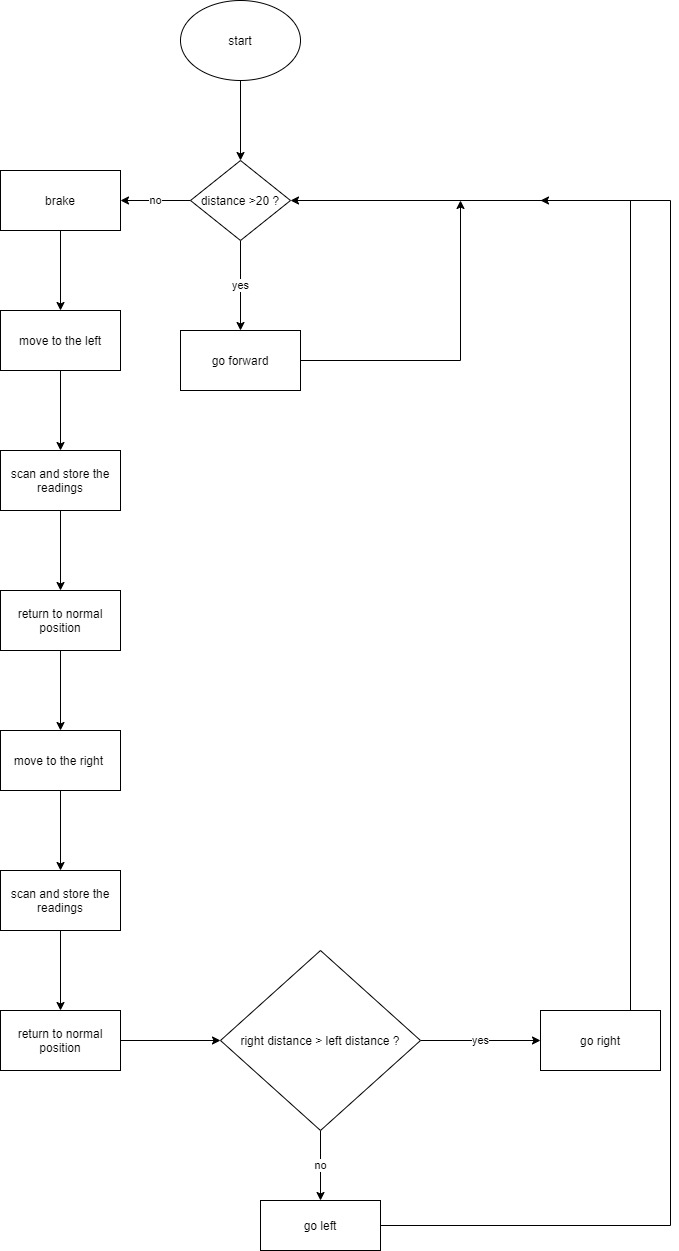 start
distance >20 ?
no
brake
yes
go forward
move to the left
scan and store the
readings
return to normal
position
move to the right
scan and store the
readings
return to normal
position
right distance > left distance ?
yes
go right
no
go left